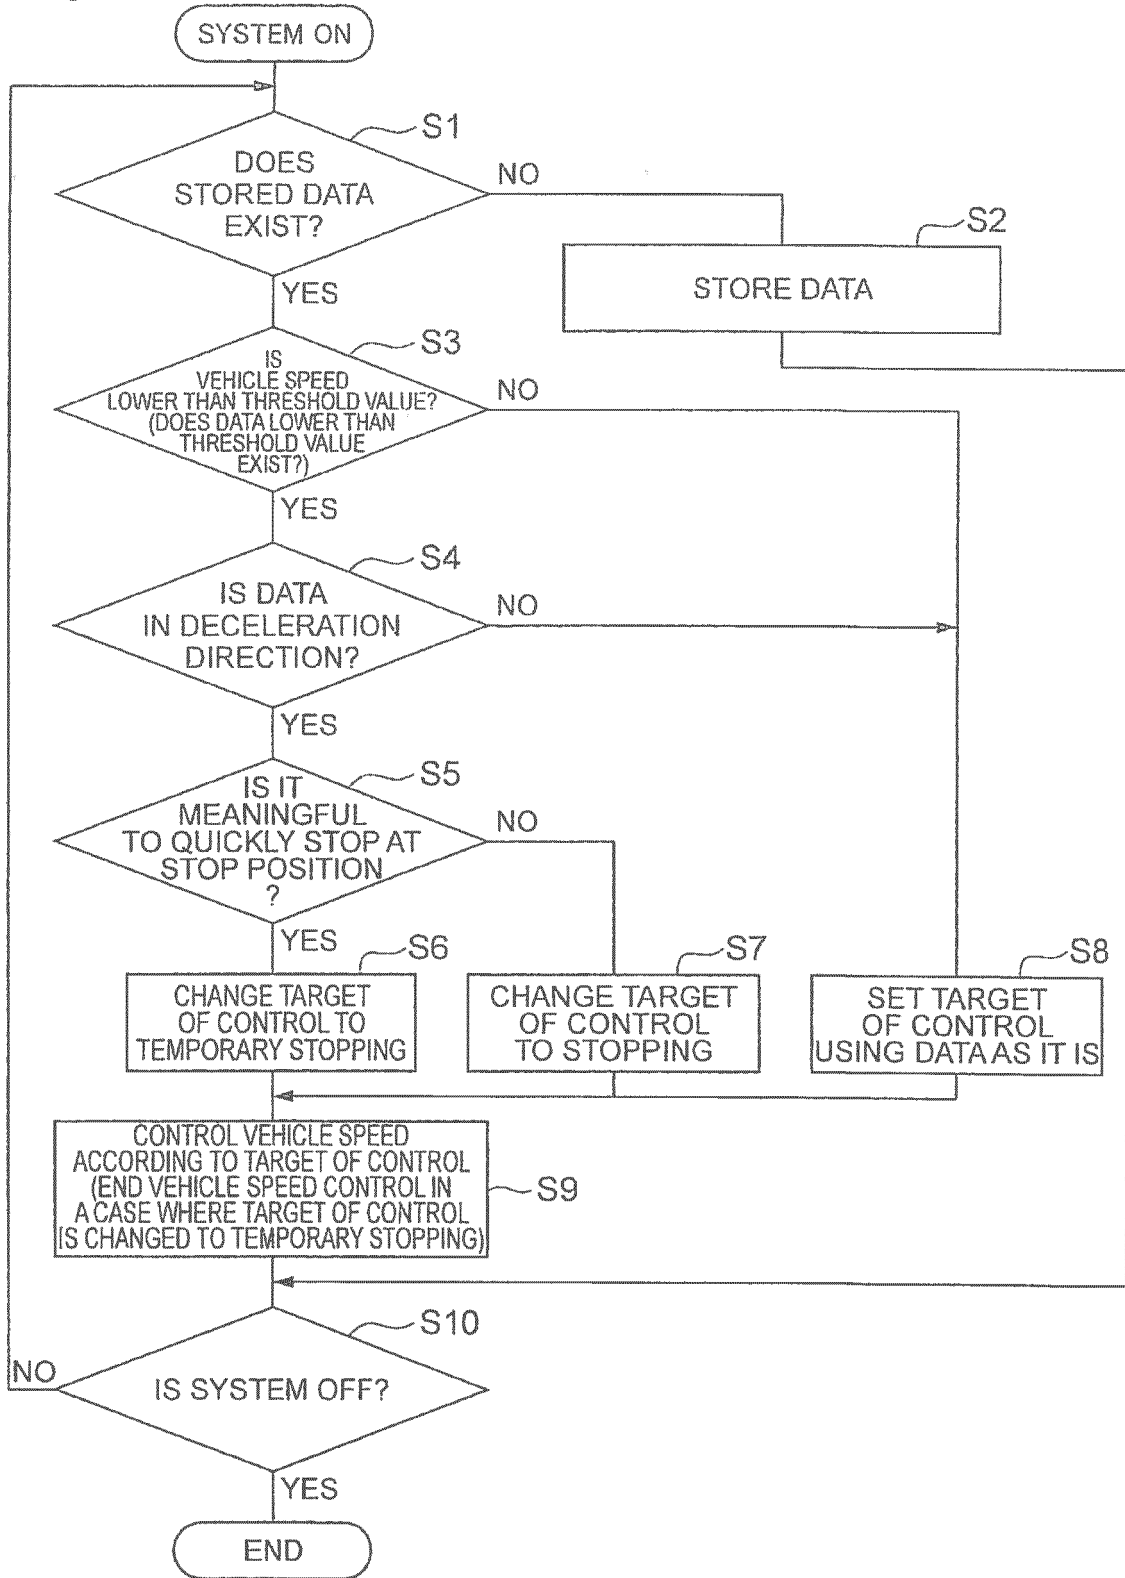 SYSTEM ON
S1
DOES
STORED DATA
EXIST?
NO
S2
STORE DATA
YES
S3
IS
VEHICLE SPEED
LOWER THAN THRESHOLD VALUE?
(DOES DATA LOWER THAN
THRESHOLD VALUE
EXIST?)
NO
YES
S4
IS DATA
IN DECELERATION
DIRECTION?
NO
YES
S5
IS IT
MEANINGFUL
TO QUICKLY STOP AT
STOP POSITION
?
NO
YES
S6
CHANGE TARGET
OF CONTROL TO
TEMPORARY STOPPING
S7
CHANGE TARGET
OF CONTROL
TO STOPPING
S8
SET TARGET
OF CONTROL
USING DATA AS IT IS
CONTROL VEHICLE SPEED
ACCORDING TO TARGET OF CONTROL
(END VEHICLE SPEED CONTROL IN
A CASE WHERE TARGET OF CONTROL
IS CHANGED TO TEMPORARY STOPPING)
S9
S10
IS SYSTEM OFF?
NO
YES
END